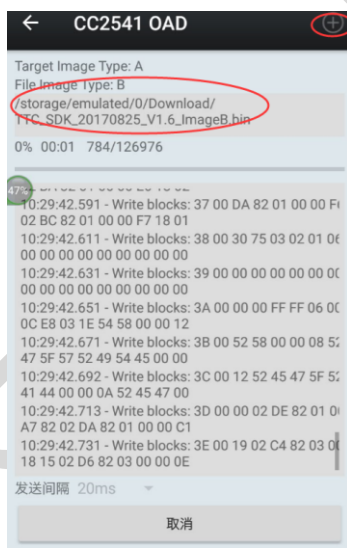 CC2541 OAD
Target Image Type: A
File Image Type: B
/storage/emulated/0/Download/
TTC_SDK_20170825_V1.6_ImageB.bin
0% 00:01 784/126976
47%
10:29:42.591 - Write blocks: 37 00 DA 82 01 00 00
02 BC 82 01 00 00 F7 18 01
10:29:42.611 - Write blocks: 38 00 30 75 03 02 01 06
00 00 00 00 00 00 00 00 00
10:29:42.631 - Write blocks: 39 00 00 00 00 00 00 00
00 00 00 00 00 00 00 00 00
10:29:42.651 - Write blocks: 3A 00 00 00 FF FF 06 00
0C E8 03 1E 54 58 00 00 12
10:29:42.671 - Write blocks: 3B 00 52 58 00 00 08 52
47 5F 57 52 49 54 45 00 00
10:29:42.692 - Write blocks: 3C 00 12 52 45 47 5F 52
41 44 00 00 0A 52 45 47 00
10:29:42.713 - Write blocks: 3D 00 00 02 DE 82 01
A7 82 02 DA 82 01 00 00 C1
10:29:42.731 - Write blocks: 3E 00 19 02 C4 82 03
18 15 02 D6 82 03 00 00 0E
发送间隔 20ms
取消